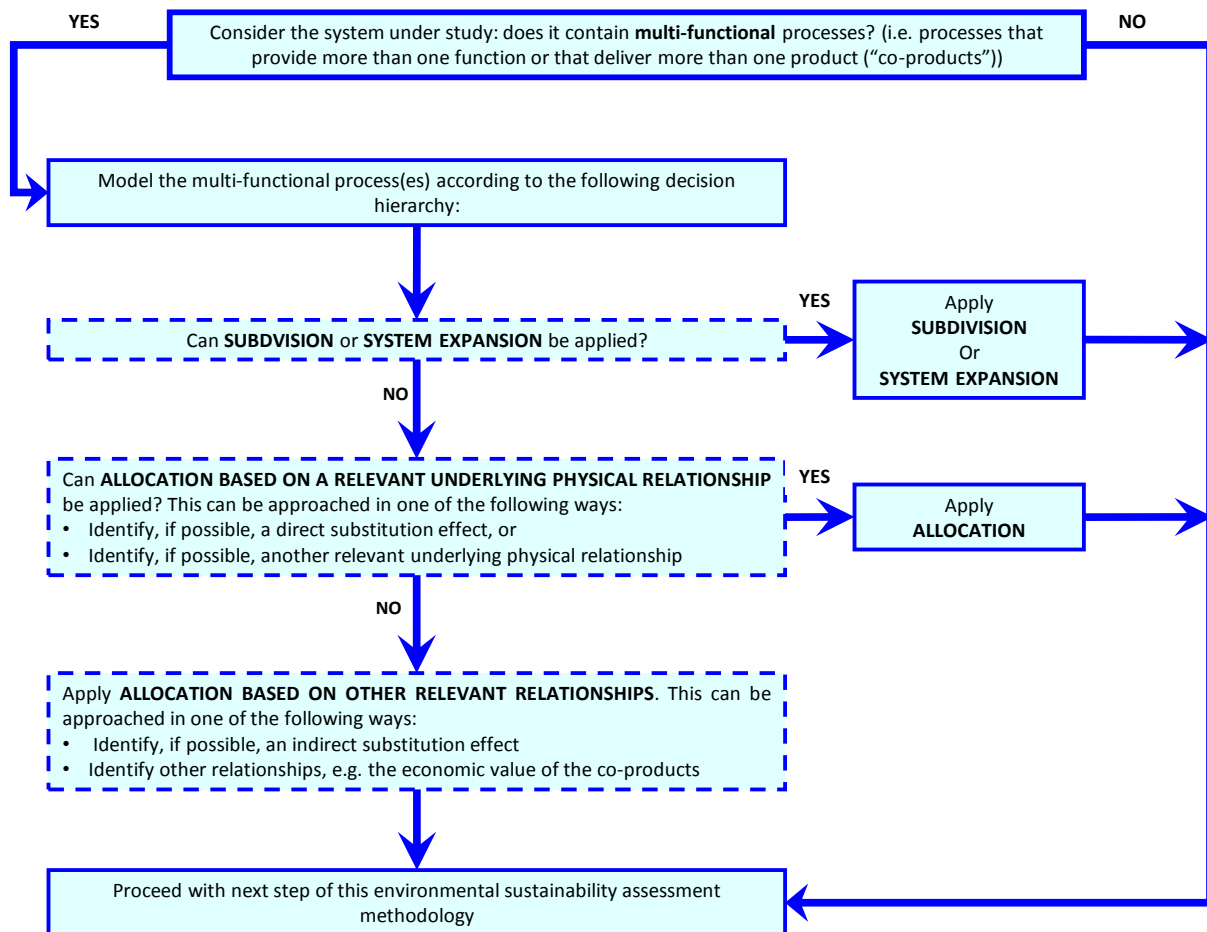 YES
NO
Consider the system under study: does it contain multi-functional processes? (i.e. processes that
provide more than one function or that deliver more than one product (“co-products”))
Model the multi-functional process(es) according to the following decision
hierarchy:
Can SUBDVISION or SYSTEM EXPANSION be applied?
YES
Apply
SUBDIVISION
Or
SYSTEM EXPANSION
NO
Can ALLOCATION BASED ON A RELEVANT UNDERLYING PHYSICAL RELATIONSHIP
be applied? This can be approached in one of the following ways:
• Identify, if possible, a direct substitution effect, or
• Identify, if possible, another relevant underlying physical relationship
YES
Apply
ALLOCATION
NO
Apply ALLOCATION BASED ON OTHER RELEVANT RELATIONSHIPS. This can be
approached in one of the following ways:
• Identify, if possible, an indirect substitution effect
• Identify other relationships, e.g. the economic value of the co-products
Proceed with next step of this environmental sustainability assessment
methodology